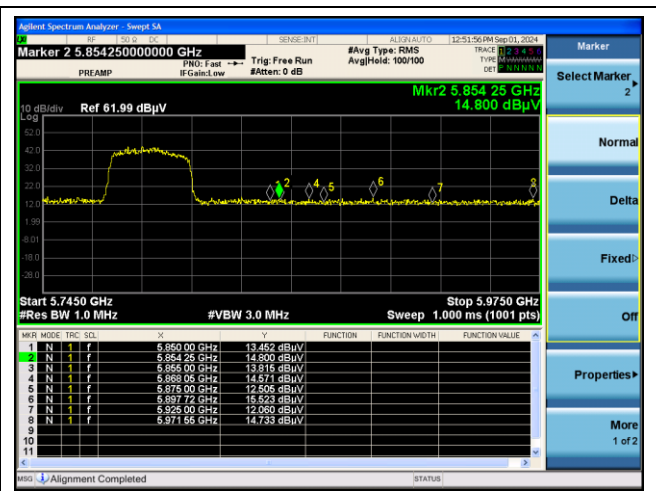 Agilent Spectrum Analyzer - Swept SA
RF 50 Ω DC SENSE:INT ALIGN AUTO 12:51:56 PM Sep 01, 2024
Marker 2 5.854250000000 GHz
PREAMP
PNO: Fast
IFGain:Low
Trig: Free Run
#Atten: 0 dB
#Avg Type: RMS
Avg|Hold: 100/100
TRACE 1 2 3 4 5 6
TYPE
DET P N N N N N
Mkr2 5.854 25 GHz
14.800 dBµV
10 dB/div Ref 61.99 dBµV
Log
52.0
42.0
32.0
22.0
12.0
1.99
-8.01
-18.0
-28.0
2 4 5 6 7
Start 5.7450 GHz Stop 5.9750 GHz
#Res BW 1.0 MHz #VBW 3.0 MHz Sweep 1.000 ms (1001 pts)
MKR MODE TRC SCL X Y FUNCTION FUNCTION WIDTH FUNCTION VALUE
1 N 1 f 5.850 00 GHz 13.452 dBµV
2 N 1 f 5.854 25 GHz 14.800 dBµV
3 N 1 f 5.855 00 GHz 13.815 dBµV
4 N 1 f 5.868 05 GHz 14.571 dBµV
5 N 1 f 5.875 00 GHz 12.505 dBµV
6 N 1 f 5.897 72 GHz 15.523 dBµV
7 N 1 f 5.925 00 GHz 12.060 dBµV
8 N 1 f 5.971 55 GHz 14.733 dBµV
9
10
11
MSG Alignment Completed STATUS
Marker
Select Marker
2
Normal
Delta
Fixed
Off
Properties
More
1 of 2